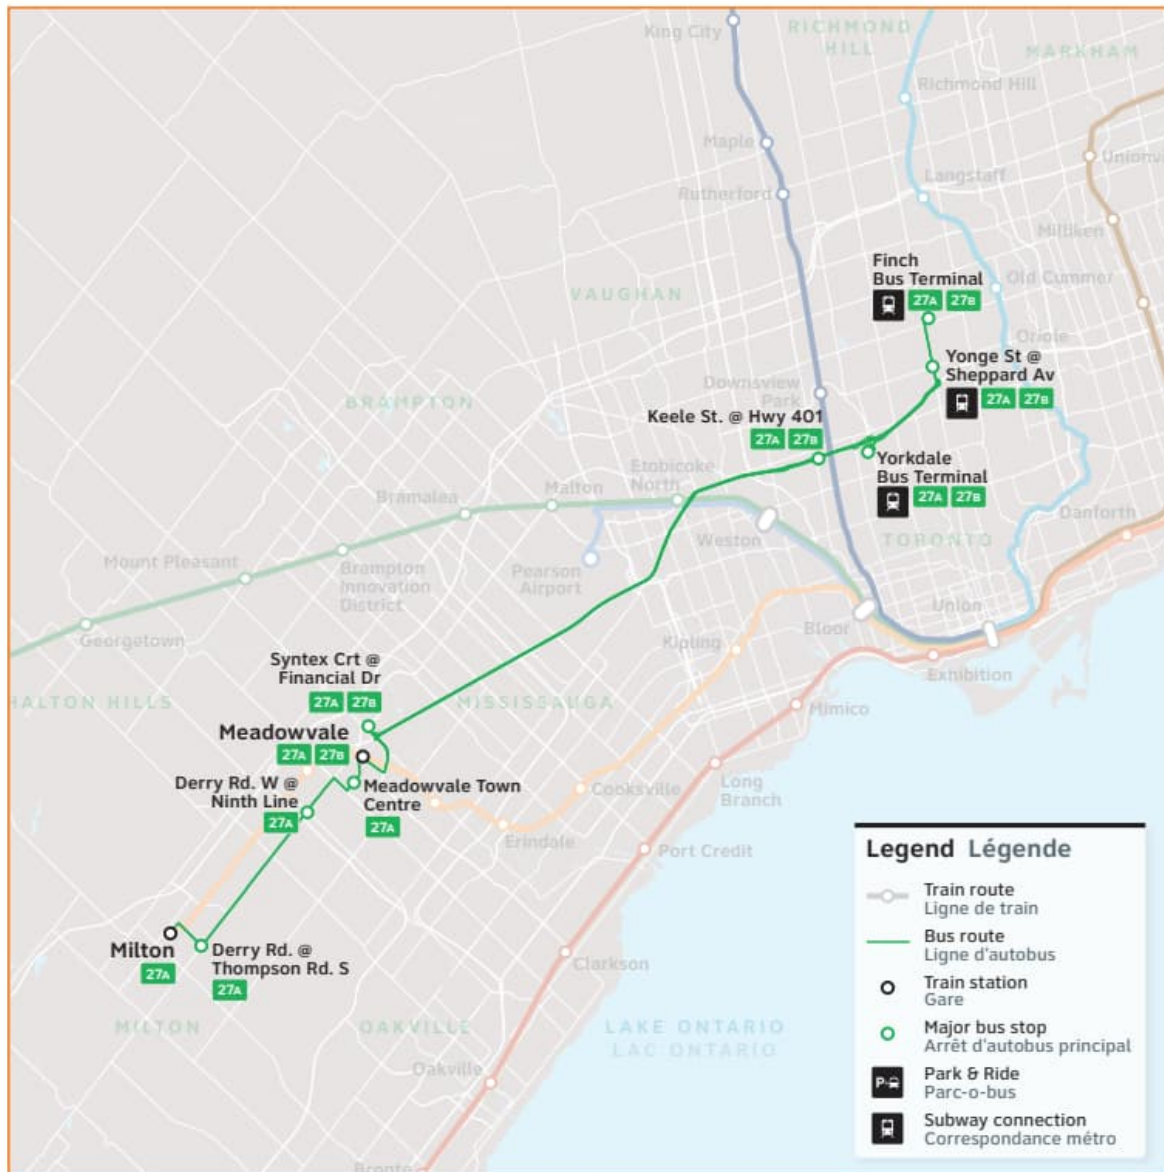 King City
RICHMOND
HILL
MARKHAM
Richmond Hill
Maple
Rutherford
Langstaff
Milliken
Finch
Bus Terminal
27A 27B
Old Cummer
VAUGHAN
Oriole
Yonge St @
Sheppard Av
27A 27B
Downsview
Park
BRAMPTON
Keele St. @ Hwy 401
27A 27B
Yorkdale
Bus Terminal
27A 27B
Etobicoke
North
Malton
Bramalea
Danforth
Weston
TORONTO
Mount Pleasant
Brampton
Innovation
District
Pearson
Airport
Georgetown
Kipling
Bloor
Union
Exhibition
Syntex Crt @
Financial Dr
27A 27B
HALTON HILLS
MISSISSAUGA
Mimico
Meadowvale
27A 27B
Derry Rd. W @
Ninth Line
27A
Meadowvale Town
Centre
27A
Cooksville
Long
Branch
Erindale
Port Credit
Milton
27A
Derry Rd. @
Thompson Rd. S
27A
Clarkson
MILTON
OAKVILLE
LAKE ONTARIO
LAC ONTARIO
Oakville
Bronte
Legend Légende
Train route
Ligne de train
Bus route
Ligne d'autobus
Train station
Gare
Major bus stop
Arrêt d'autobus principal
P-
Park & Ride
Parc-o-bus
Subway connection
Correspondance métro